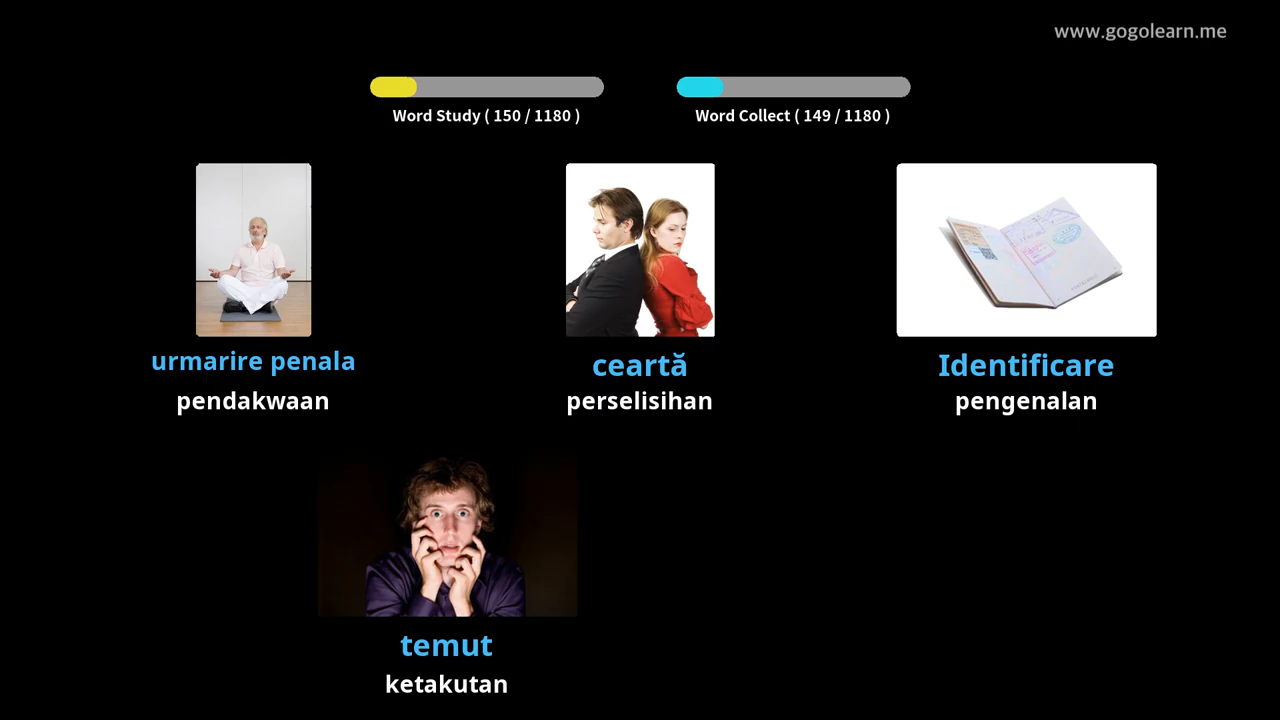 www.gogolearn.me
Word Study ( 150 / 1180 )
Word Collect ( 149 / 1180 )
urmarire penala
pendakwaan
ceartă
perselisihan
Identificare
pengenalan
temut
ketakutan